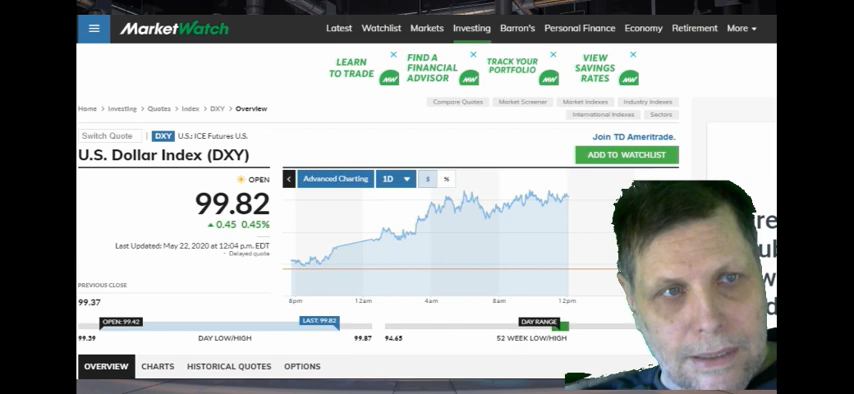 MarketWatch
Latest Watchlist Markets Investing Barron's Personal Finance Economy Retirement More
LEARN TO TRADE
FIND A FINANCIAL ADVISOR
TRACK YOUR PORTFOLIO
VIEW SAVINGS RATES
Compare Quotes Market Screener Market Indexes Industry Indexes
International Indexes Sectors
Home > Investing > Quotes > Index > DXY > Overview
Switch Quote | DXY U.S.: ICE Futures U.S.
Join TD Ameritrade.
U.S. Dollar Index (DXY)
ADD TO WATCHLIST
OPEN
Advanced Charting 1D $ %
99.82
0.45 0.45%
Last Updated: May 22, 2020 at 12:04 p.m. EDT
Delayed quote
PREVIOUS CLOSE
99.37
8pm 12am 4am 8am 12pm
OPEN: 99.42 LAST: 99.82 DAY RANGE
99.39 DAY LOW/HIGH 99.87 94.65 52 WEEK LOW/HIGH
OVERVIEW CHARTS HISTORICAL QUOTES OPTIONS